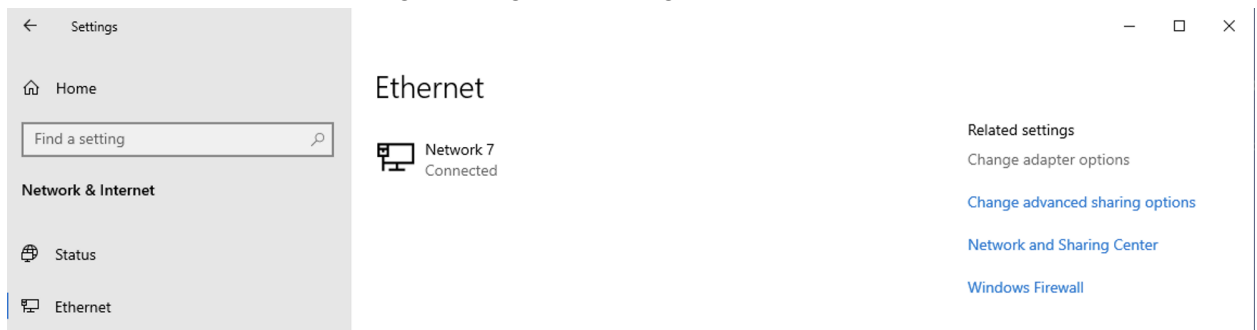 Settings
Home
Find a setting
Network & Internet
Status
Ethernet
Ethernet
Network 7
Connected
Related settings
Change adapter options
Change advanced sharing options
Network and Sharing Center
Windows Firewall